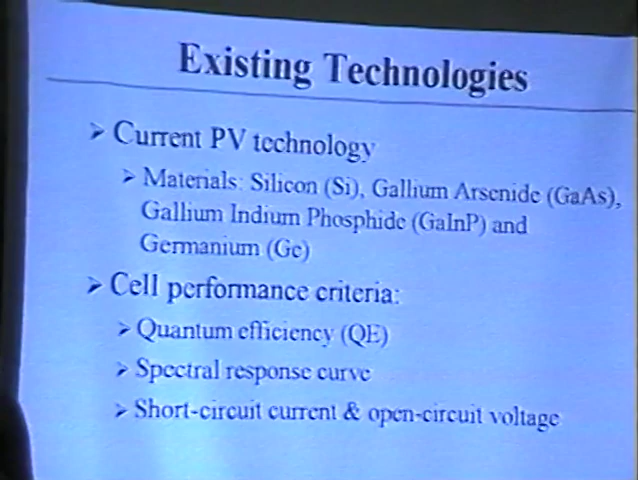 Existing Technologies
➢ Current PV technology
➢ Materials: Silicon (Si), Gallium Arsenide (GaAs),
Gallium Indium Phosphide (GaInP) and
Germanium (Ge)
➢ Cell performance criteria:
➢ Quantum efficiency (QE)
➢ Spectral response curve
➢ Short-circuit current & open-circuit voltage